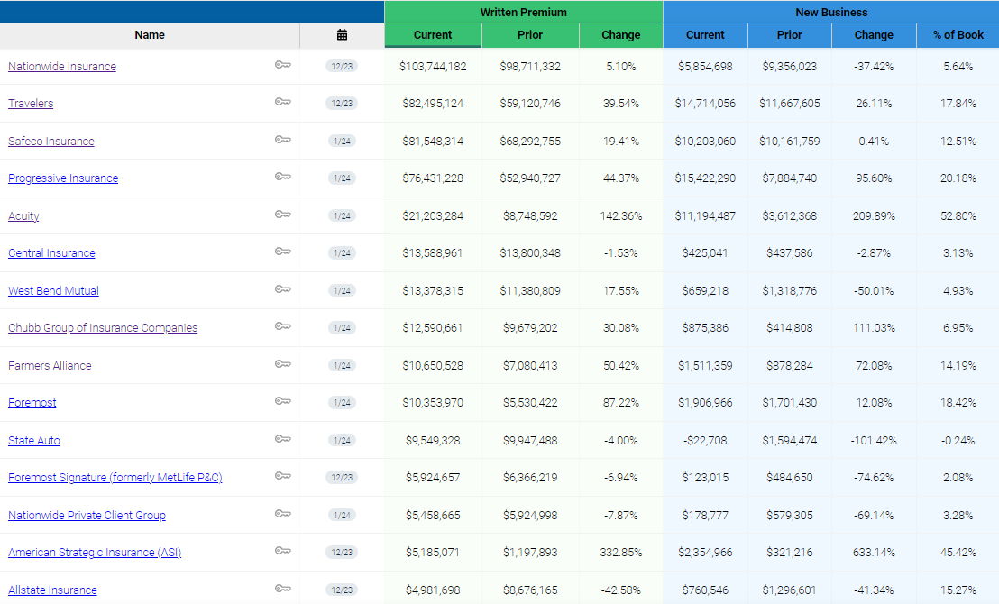 Written Premium New Business
Name Current Prior Change Current Prior Change % of Book
Nationwide Insurance 12/23 $103,744,182 $98,711,332 5.10% $5,854,698 $9,356,023 -37.42% 5.64%
Travelers 12/23 $82,495,124 $59,120,746 39.54% $14,714,056 $11,667,605 26.11% 17.84%
Safeco Insurance 1/24 $81,548,314 $68,292,755 19.41% $10,203,060 $10,161,759 0.41% 12.51%
Progressive Insurance 1/24 $76,431,228 $52,940,727 44.37% $15,422,290 $7,884,740 95.60% 20.18%
Acuity 1/24 $21,203,284 $8,748,592 142.36% $11,194,487 $3,612,368 209.89% 52.80%
Central Insurance 1/24 $13,588,961 $13,800,348 -1.53% $425,041 $437,586 -2.87% 3.13%
West Bend Mutual 1/24 $13,378,315 $11,380,809 17.55% $659,218 $1,318,776 -50.01% 4.93%
Chubb Group of Insurance Companies 1/24 $12,590,661 $9,679,202 30.08% $875,386 $414,808 111.03% 6.95%
Farmers Alliance 1/24 $10,650,528 $7,080,413 50.42% $1,511,359 $878,284 72.08% 14.19%
Foremost 1/24 $10,353,970 $5,530,422 87.22% $1,906,966 $1,701,430 12.08% 18.42%
State Auto 1/24 $9,549,328 $9,947,488 -4.00% -$22,708 $1,594,474 -101.42% -0.24%
Foremost Signature (formerly MetLife P&C) 12/23 $5,924,657 $6,366,219 -6.94% $123,015 $484,650 -74.62% 2.08%
Nationwide Private Client Group 1/24 $5,458,665 $5,924,998 -7.87% $178,777 $579,305 -69.14% 3.28%
American Strategic Insurance (ASI) 12/23 $5,185,071 $1,197,893 332.85% $2,354,966 $321,216 633.14% 45.42%
Allstate Insurance 12/23 $4,981,698 $8,676,165 -42.58% $760,546 $1,296,601 -41.34% 15.27%